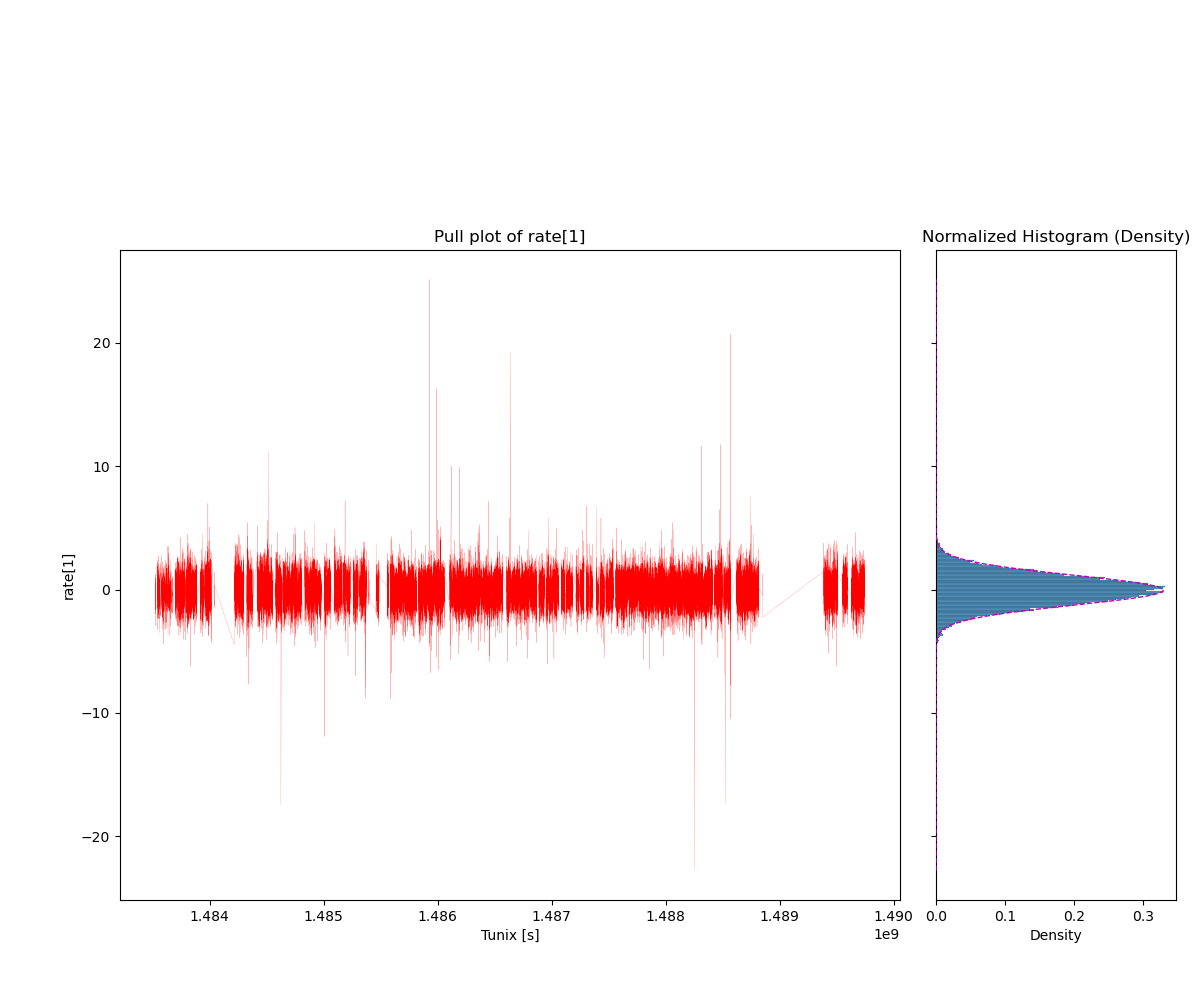 Pull plot of rate[1]
Normalized Histogram (Density)
rate[1]
20
10
0
−10
−20
1.484 1.485 1.486 1.487 1.488 1.489 1.490
1e9
Tunix [s]
0.0 0.1 0.2 0.3
Density